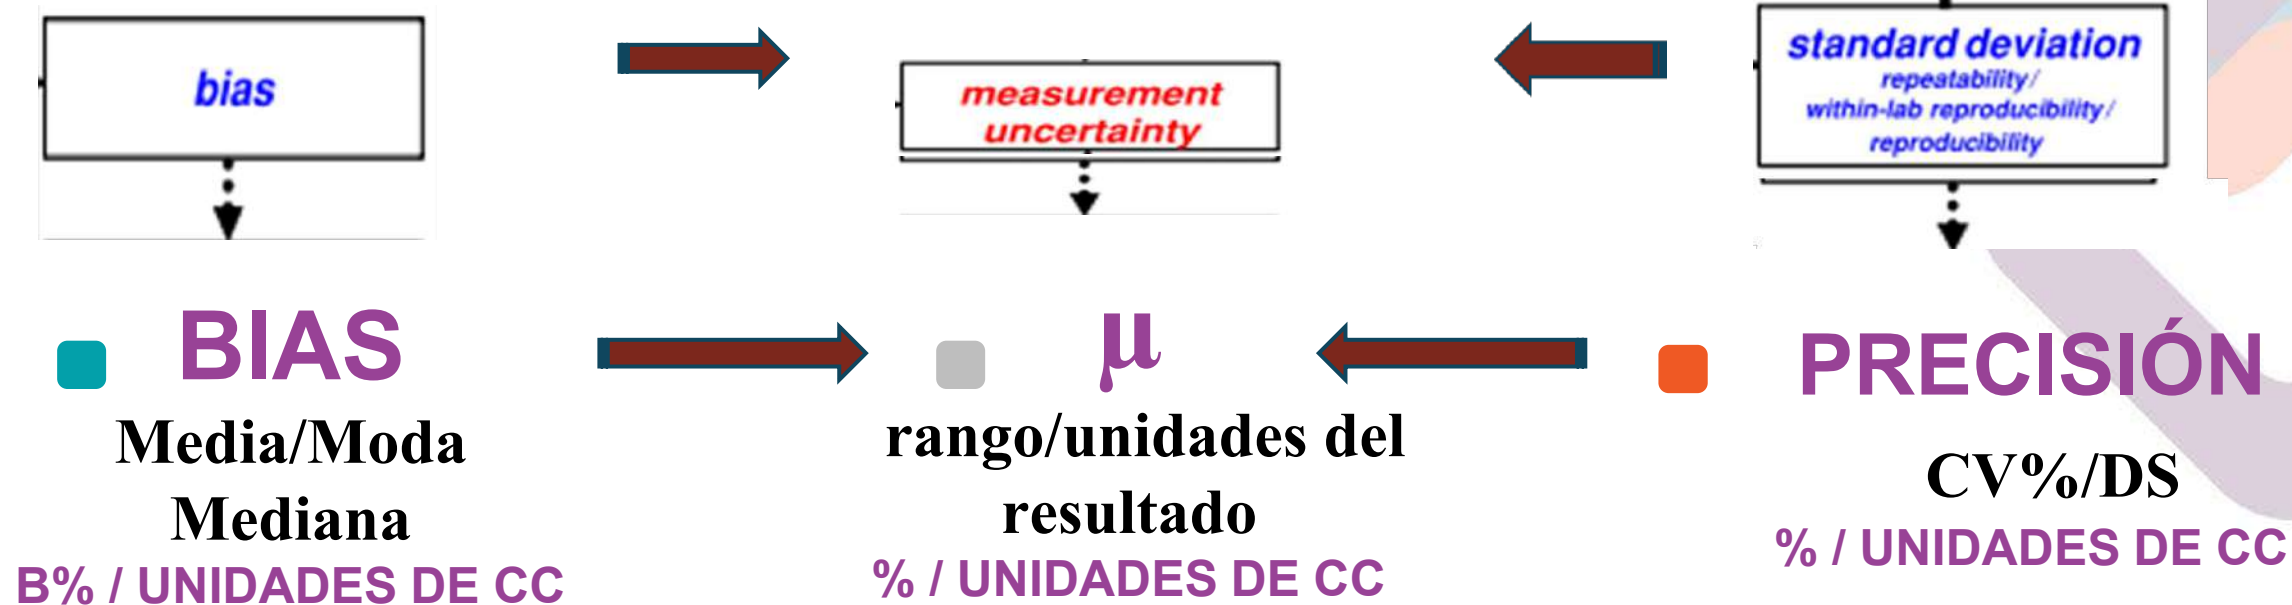 bias
measurement
uncertainty
standard deviation
repeatability/
within-lab reproducibility/
reproducibility
BIAS
Media/Moda
Mediana
B% / UNIDADES DE CC
µ
rango/unidades del
resultado
% / UNIDADES DE CC
PRECISIÓN
CV%/DS
% / UNIDADES DE CC